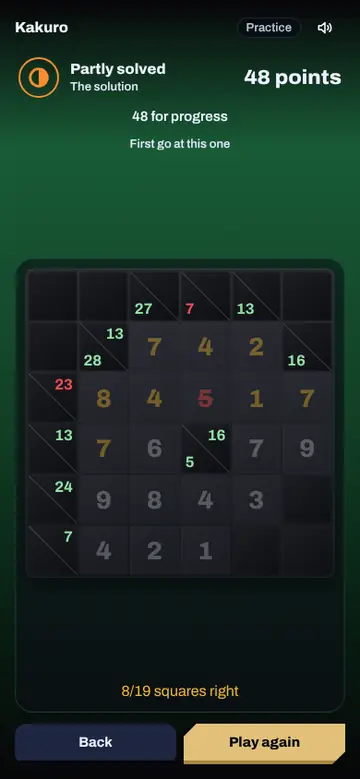 Kakuro
Practice
Partly solved
The solution
48 points
48 for progress
First go at this one
27 7 13
13 28 7 4 2 16
23 8 4 5 1 7
13 7 6 16 5 7 9
24 9 8 4 3
7 4 2 1
8/19 squares right
Back
Play again